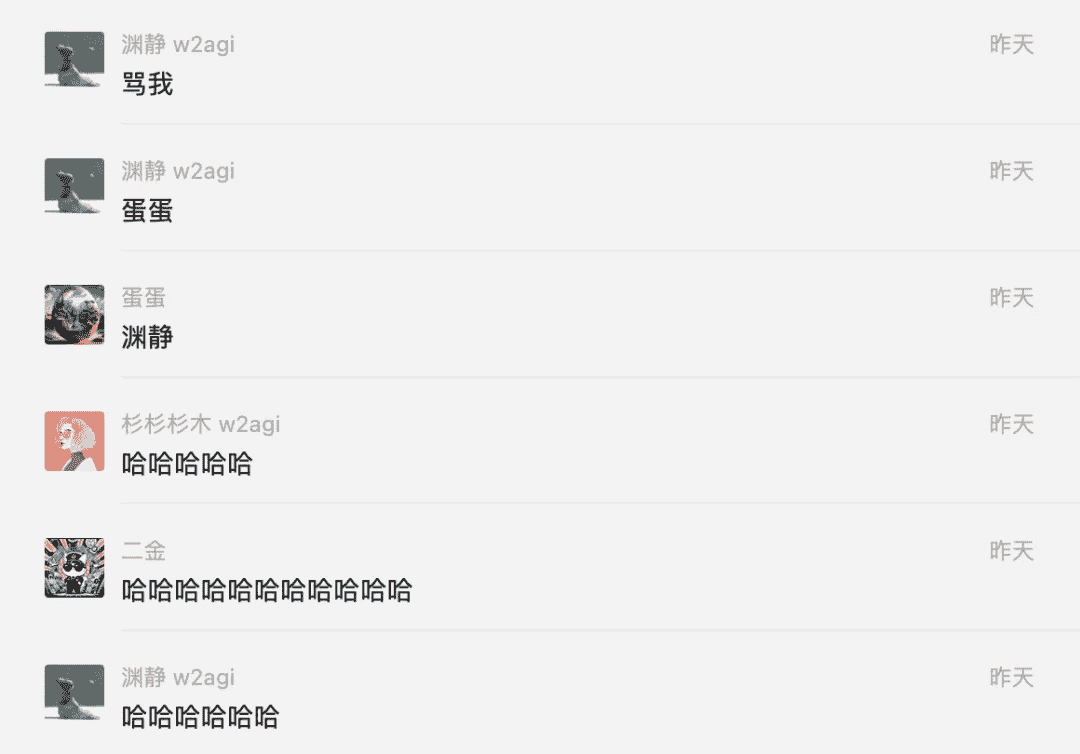 渊静 w2agi 昨天
骂我
渊静 w2agi 昨天
蛋蛋
蛋蛋 昨天
渊静
杉杉杉木 w2agi 昨天
哈哈哈哈哈
二金 昨天
哈哈哈哈哈哈哈哈哈哈哈
渊静 w2agi 昨天
哈哈哈哈哈哈